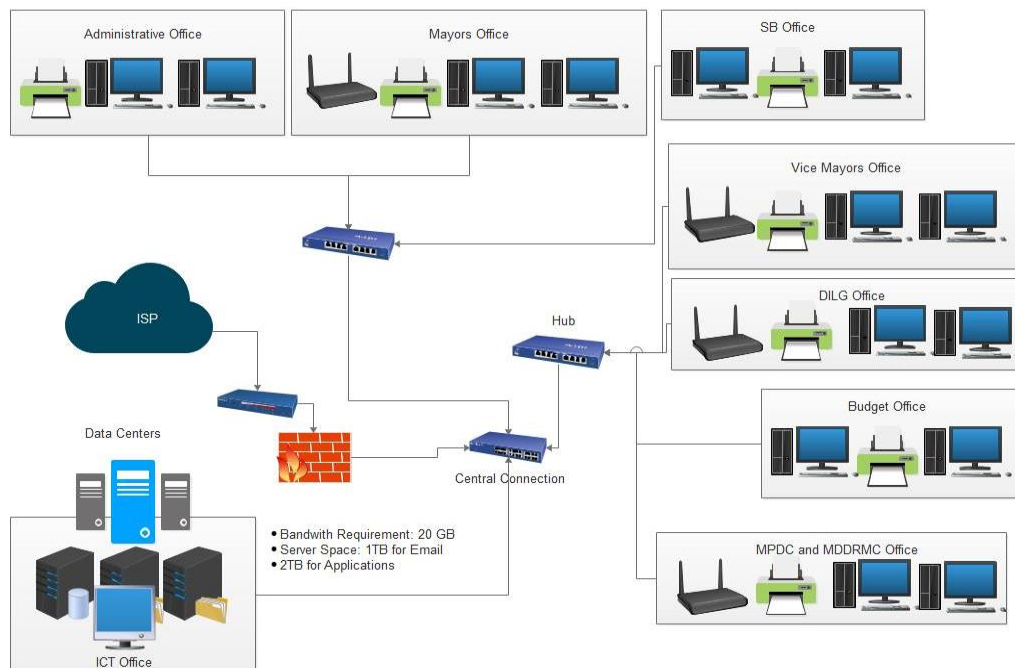 Administrative Office
Mayors Office
SB Office
Vice Mayors Office
DILG Office
ISP
Hub
Budget Office
Data Centers
Central Connection
Bandwith Requirement: 20 GB
Server Space: 1TB for Email
2TB for Applications
MPDC and MDDRMC Office
ICT Office